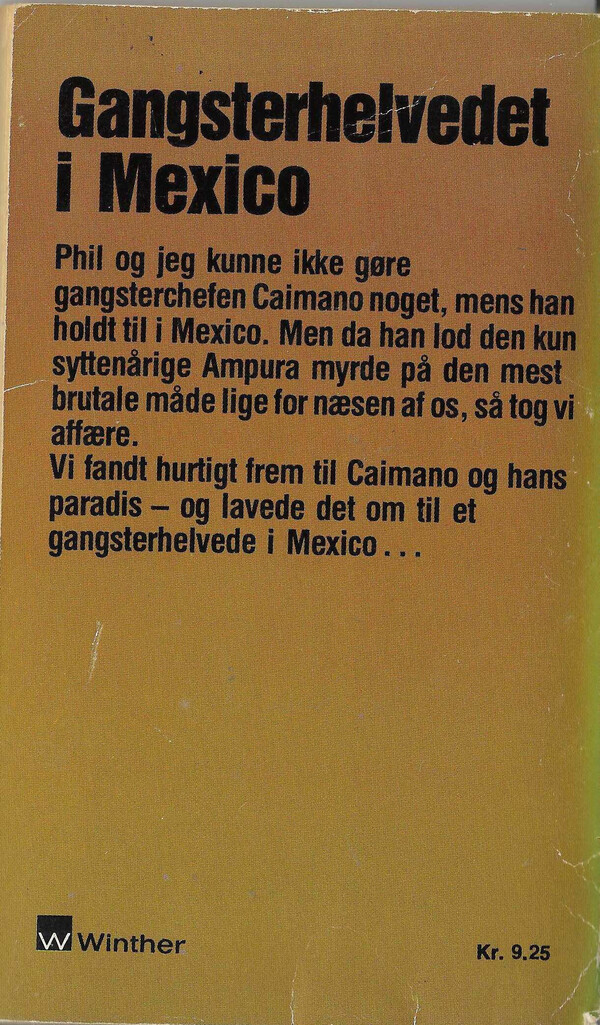 Gangsterhelvedet
i Mexico
Phil og jeg kunne ikke gøre
gangsterchefen Caimano noget, mens han
holdt til i Mexico. Men da han lod den kun
syttenårige Ampura myrde på den mest
brutale måde lige for næsen af os, så tog vi
affære.
Vi fandt hurtigt frem til Caimano og hans
paradis – og lavede det om til et
gangsterhelvede i Mexico...
W Winther
Kr. 9.25